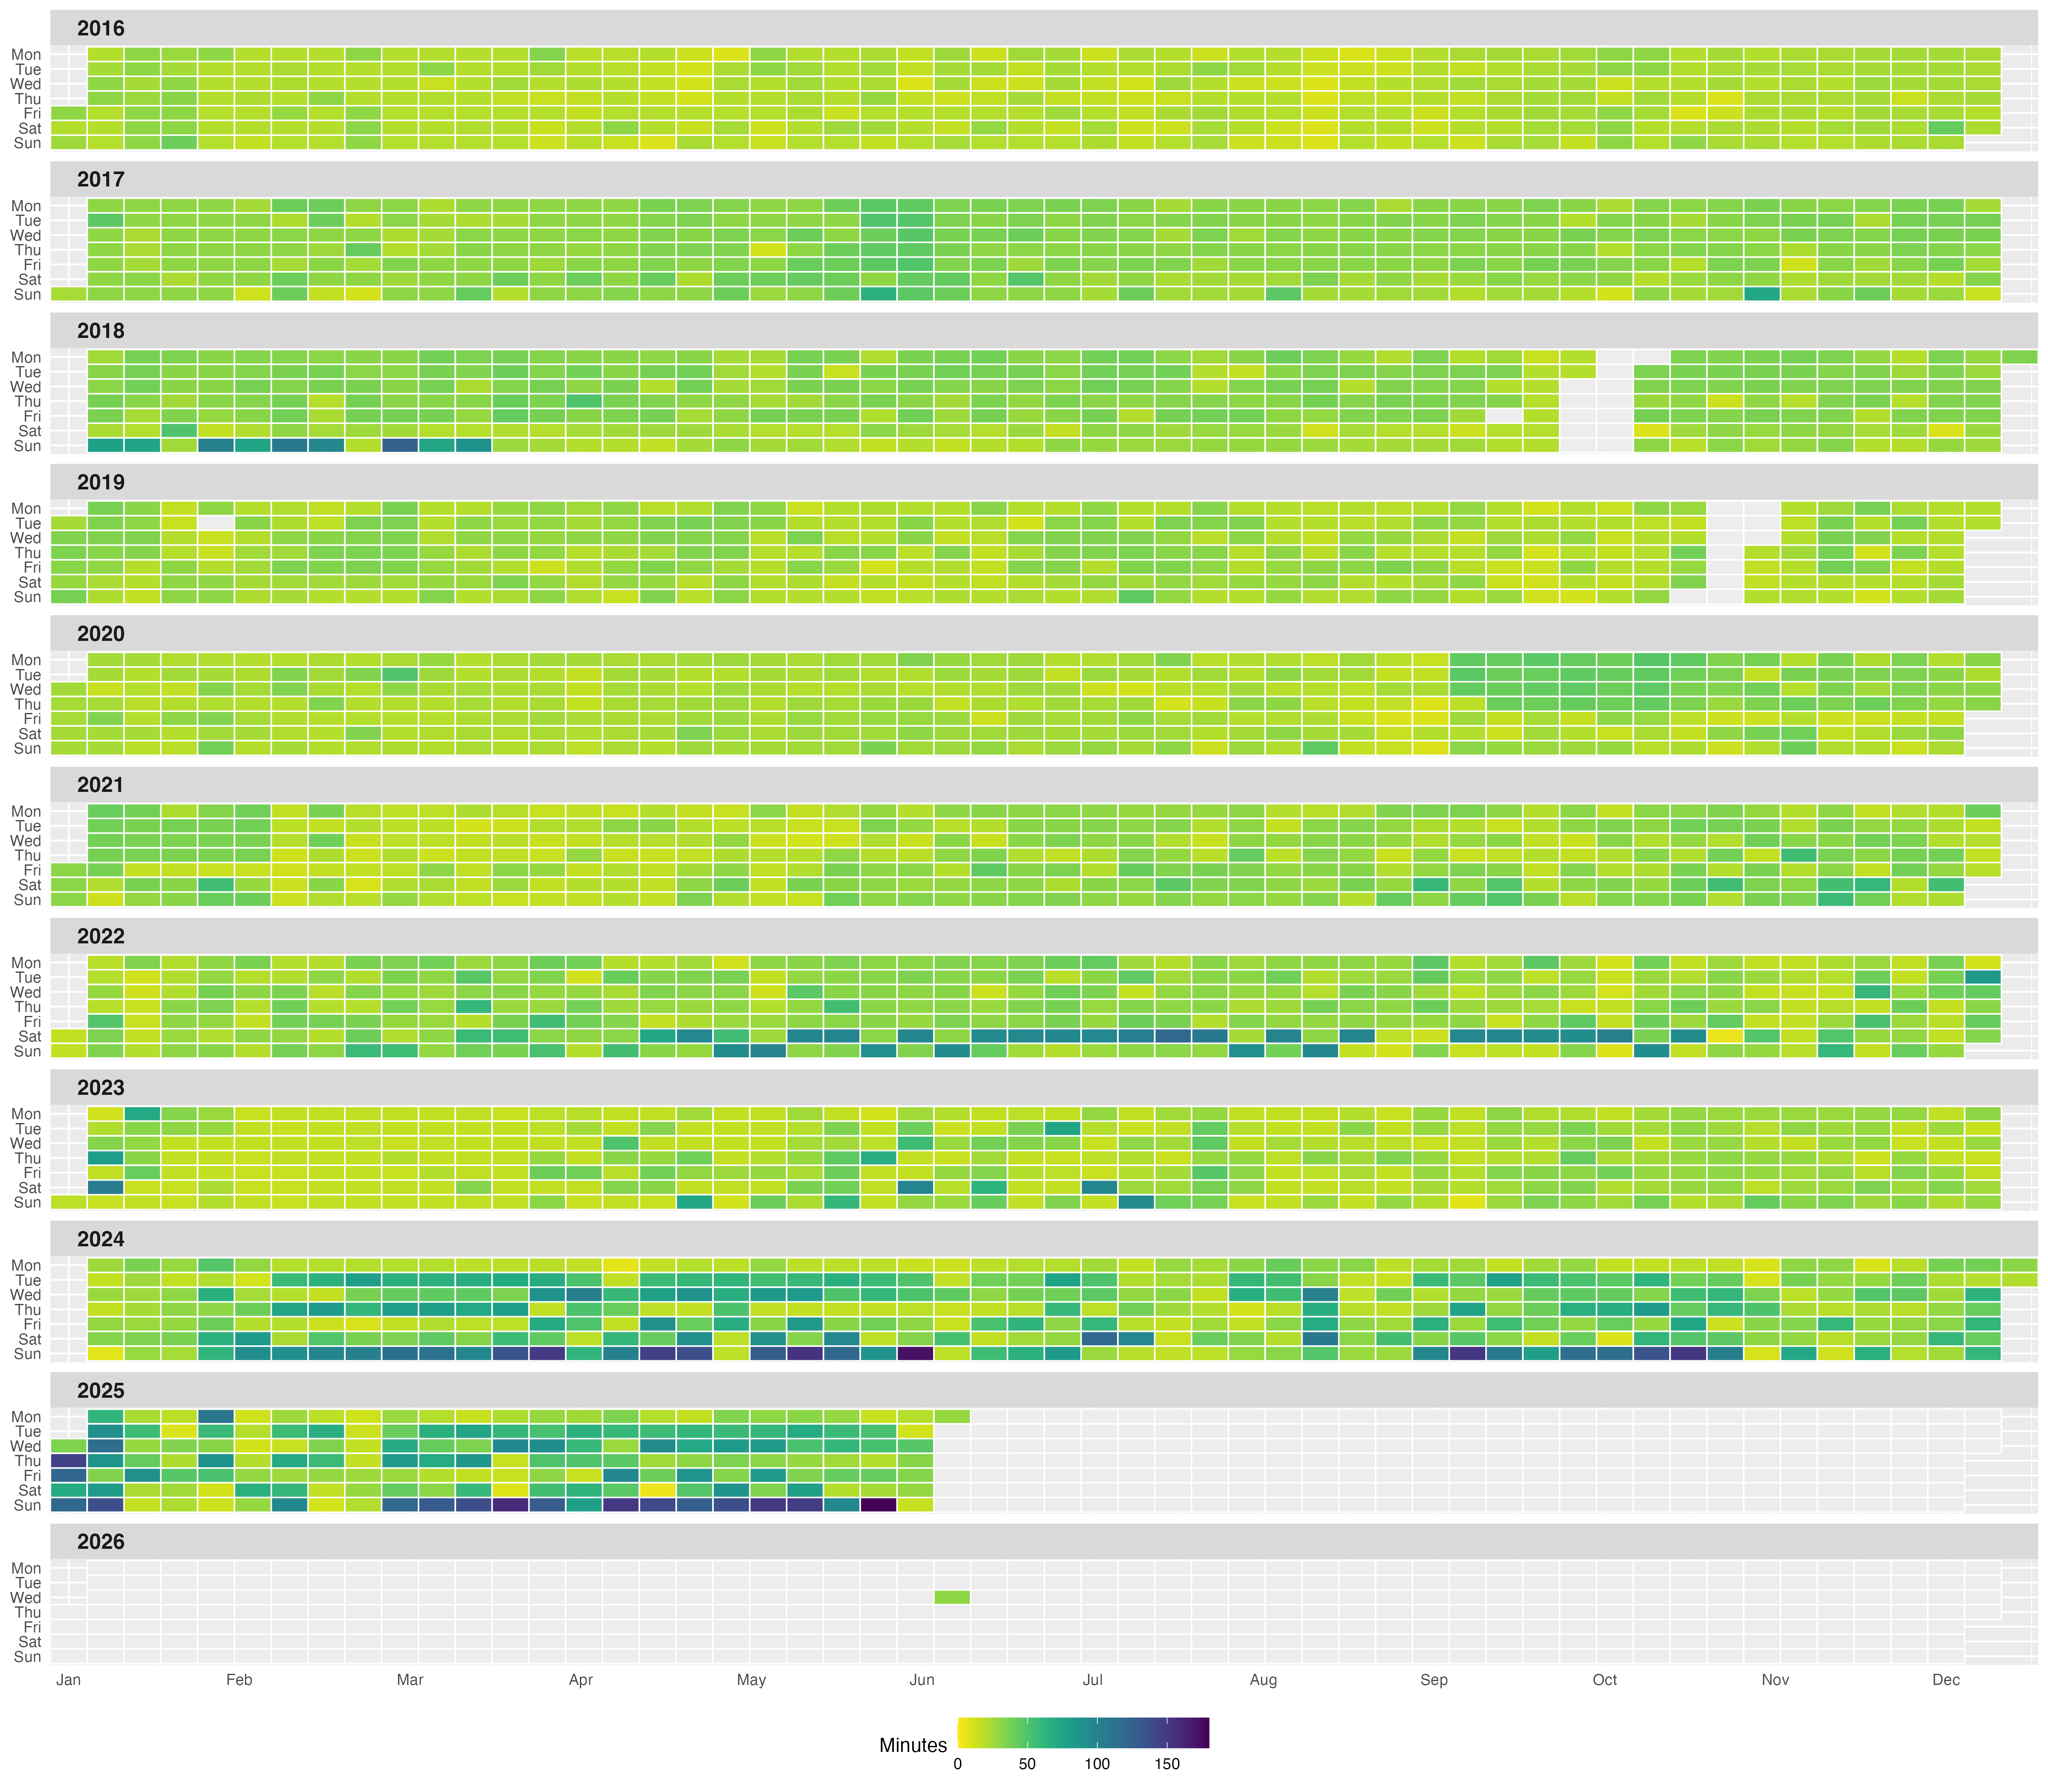 2016
Mon
Tue
Wed
Thu
Fri
Sat
Sun
2017
Mon
Tue
Wed
Thu
Fri
Sat
Sun
2018
Mon
Tue
Wed
Thu
Fri
Sat
Sun
2019
Mon
Tue
Wed
Thu
Fri
Sat
Sun
2020
Mon
Tue
Wed
Thu
Fri
Sat
Sun
2021
Mon
Tue
Wed
Thu
Fri
Sat
Sun
2022
Mon
Tue
Wed
Thu
Fri
Sat
Sun
2023
Mon
Tue
Wed
Thu
Fri
Sat
Sun
2024
Mon
Tue
Wed
Thu
Fri
Sat
Sun
2025
Mon
Tue
Wed
Thu
Fri
Sat
Sun
2026
Mon
Tue
Wed
Thu
Fri
Sat
Sun
Jan Feb Mar Apr May Jun Jul Aug Sep Oct Nov Dec
Minutes
0 50 100 150